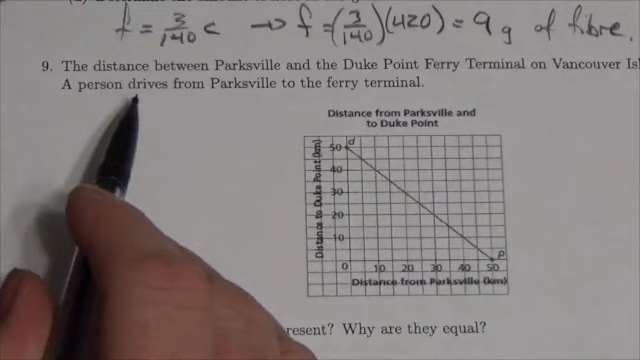 f = 3/140 c → f = (3/140)(420) = 9 g of fibre.
9. The distance between Parksville and the Duke Point Ferry Terminal on Vancouver Isl
A person drives from Parksville to the ferry terminal.
Distance from Parksville and
to Duke Point
Distance to Duke Point (km)
50
d
40
30
20
10
p
0 10 20 30 40 50
Distance from Parksville (km)
present? Why are they equal?